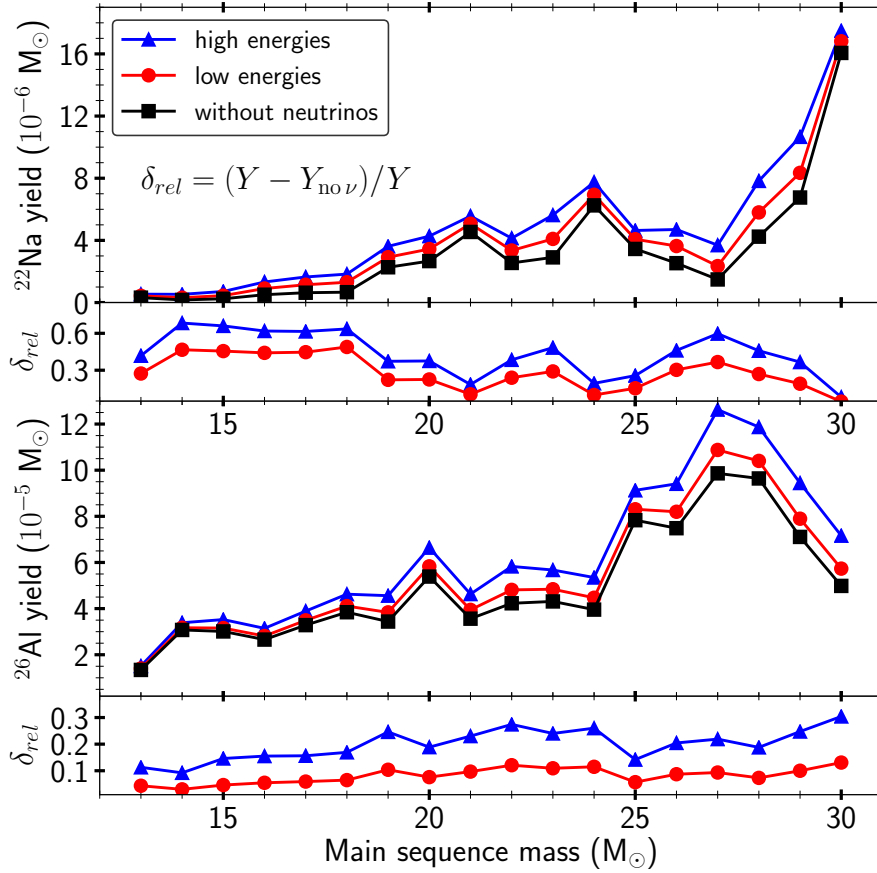 high energies
low energies
without neutrinos
δ_rel = (Y − Y_no ν)/Y
²²Na yield (10⁻⁶ M☉)
16
12
8
4
0
δ_rel
0.6
0.3
15 20 25 30
²⁶Al yield (10⁻⁵ M☉)
12
10
8
6
4
2
δ_rel
0.3
0.2
0.1
15 20 25 30
Main sequence mass (M☉)